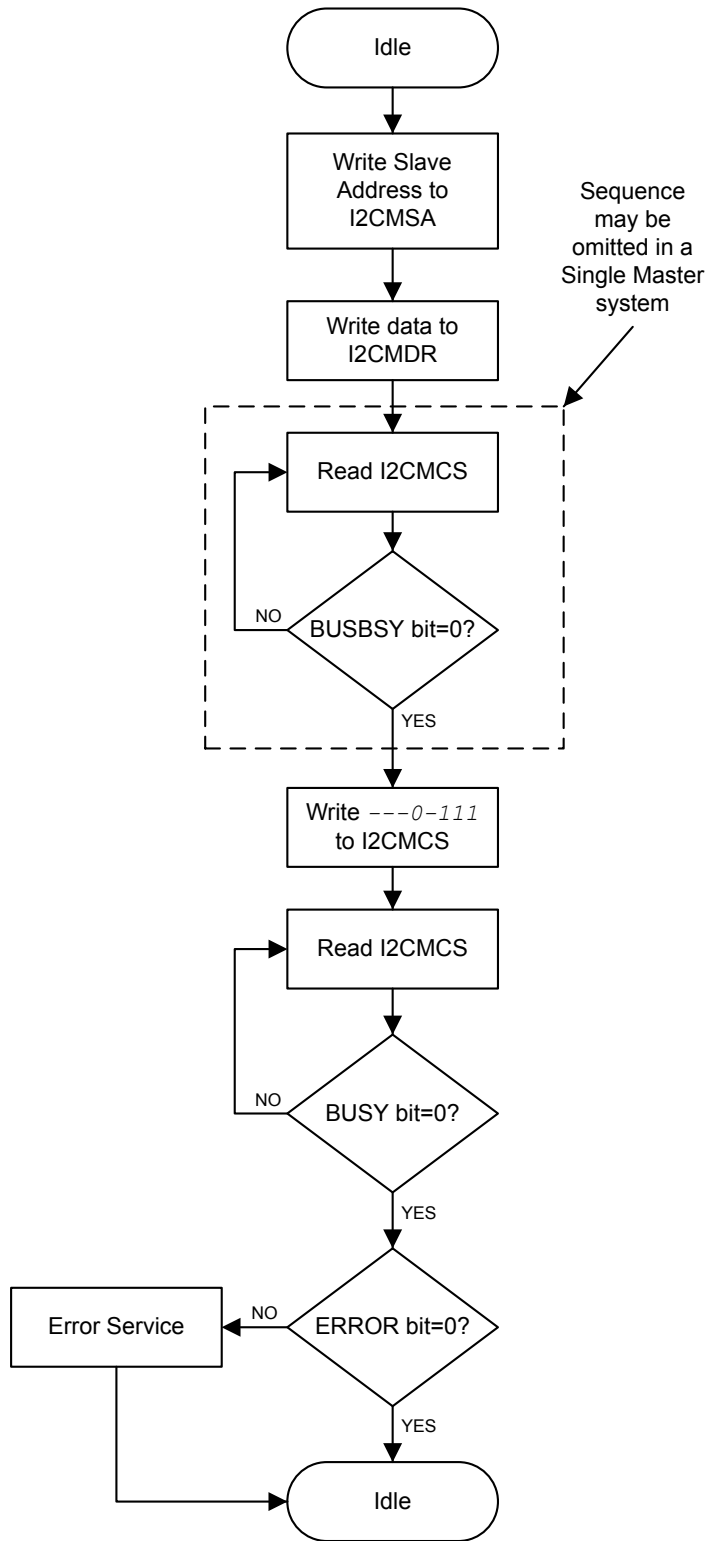 Idle
Write Slave
Address to
I2CMSA
Sequence
may be
omitted in a
Single Master
system
Write data to
I2CMDR
Read I2CMCS
NO
BUSBSY bit=0?
YES
Write ---0-111
to I2CMCS
Read I2CMCS
NO
BUSY bit=0?
YES
Error Service
NO
ERROR bit=0?
YES
Idle